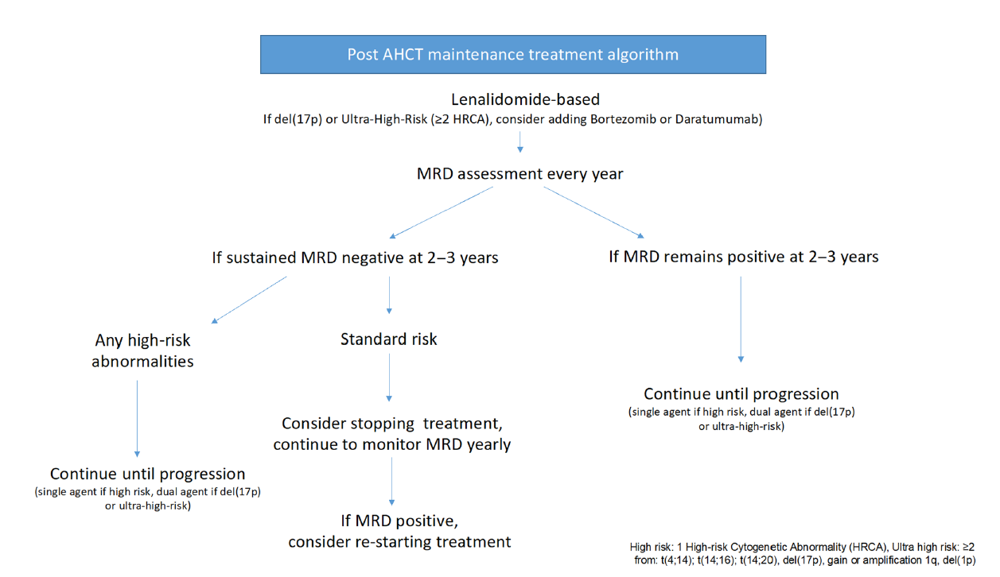 Post AHCT maintenance treatment algorithm
Lenalidomide-based
If del(17p) or Ultra-High-Risk (≥2 HRCA), consider adding Bortezomib or Daratumumab)
MRD assessment every year
If sustained MRD negative at 2–3 years
If MRD remains positive at 2–3 years
Any high-risk
abnormalities
Standard risk
Continue until progression
(single agent if high risk, dual agent if del(17p)
or ultra-high-risk)
Consider stopping treatment,
continue to monitor MRD yearly
Continue until progression
(single agent if high risk, dual agent if del(17p)
or ultra-high-risk)
If MRD positive,
consider re-starting treatment
High risk: 1 High-risk Cytogenetic Abnormality (HRCA), Ultra high risk: ≥2
from: t(4;14); t(14;16); t(14;20), del(17p), gain or amplification 1q, del(1p)